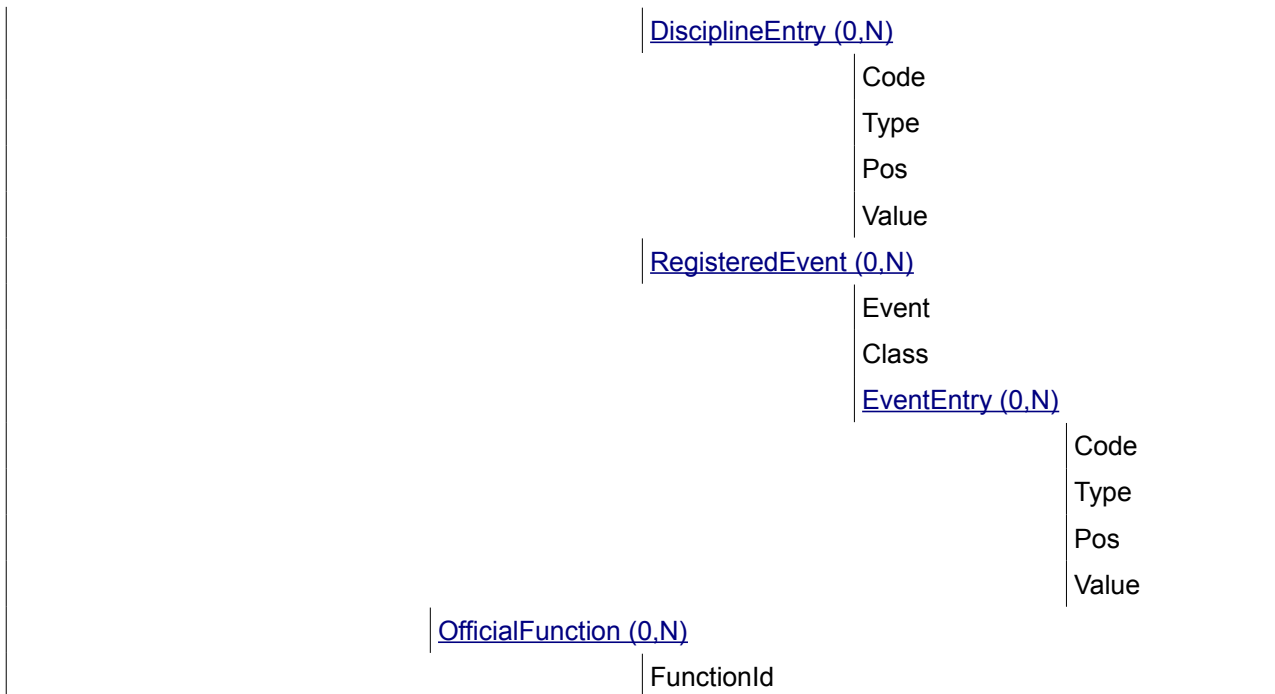 DisciplineEntry (0,N)
Code
Type
Pos
Value
RegisteredEvent (0,N)
Event
Class
EventEntry (0,N)
Code
Type
Pos
Value
OfficialFunction (0,N)
FunctionId